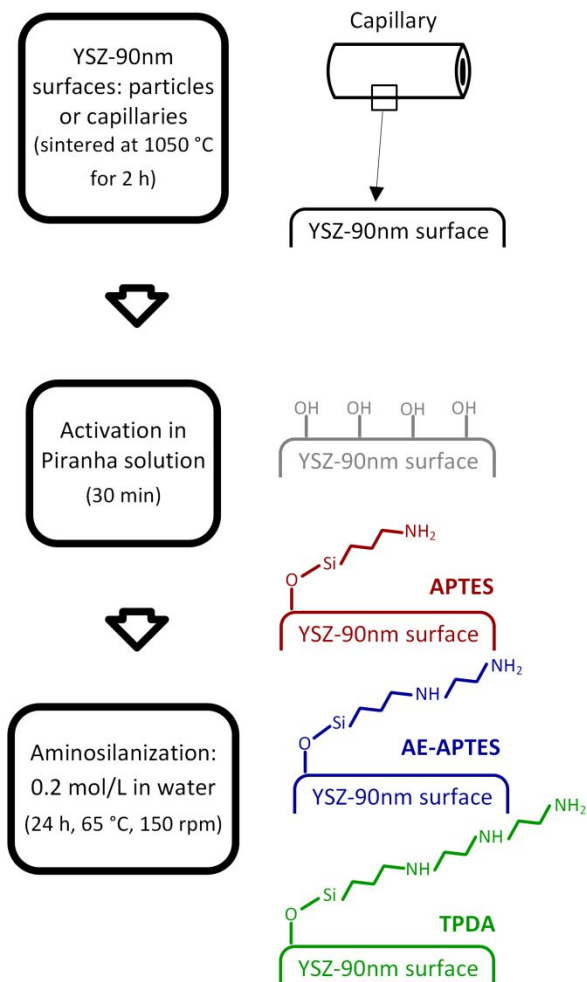 YSZ-90nm
surfaces: particles
or capillaries
(sintered at 1050 °C
for 2 h)
Capillary
YSZ-90nm surface
Activation in
Piranha solution
(30 min)
OH OH OH OH
YSZ-90nm surface
NH₂
Si
O
APTES
YSZ-90nm surface
Aminosilanization:
0.2 mol/L in water
(24 h, 65 °C, 150 rpm)
NH₂
NH
Si
O
AE-APTES
YSZ-90nm surface
NH₂
NH
NH
Si
O
TPDA
YSZ-90nm surface